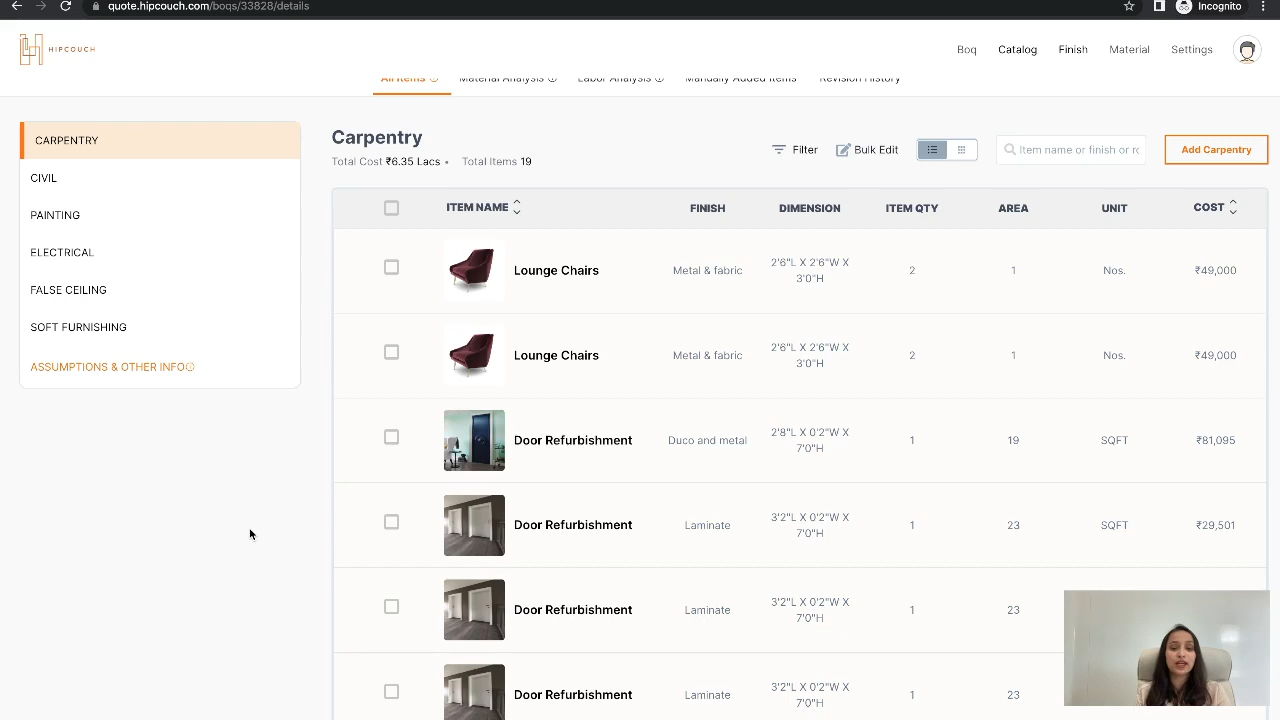 quote.hipcouch.com/boqs/33828/details
Incognito
HIPCOUCH
Boq Catalog Finish Material Settings
All Items Material Analysis Labor Analysis Manually Added Items Revision History
CARPENTRY
CIVIL
PAINTING
ELECTRICAL
FALSE CEILING
SOFT FURNISHING
ASSUMPTIONS & OTHER INFO
Carpentry
Total Cost ₹6.35 Lacs • Total Items 19
Filter Bulk Edit Item name or finish or ro Add Carpentry
ITEM NAME FINISH DIMENSION ITEM QTY AREA UNIT COST
Lounge Chairs Metal & fabric 2'6"L X 2'6"W X 3'0"H 2 1 Nos. ₹49,000
Lounge Chairs Metal & fabric 2'6"L X 2'6"W X 3'0"H 2 1 Nos. ₹49,000
Door Refurbishment Duco and metal 2'8"L X 0'2"W X 7'0"H 1 19 SQFT ₹81,095
Door Refurbishment Laminate 3'2"L X 0'2"W X 7'0"H 1 23 SQFT ₹29,501
Door Refurbishment Laminate 3'2"L X 0'2"W X 7'0"H 1 23
Door Refurbishment Laminate 3'2"L X 0'2"W X 7'0"H 1 23